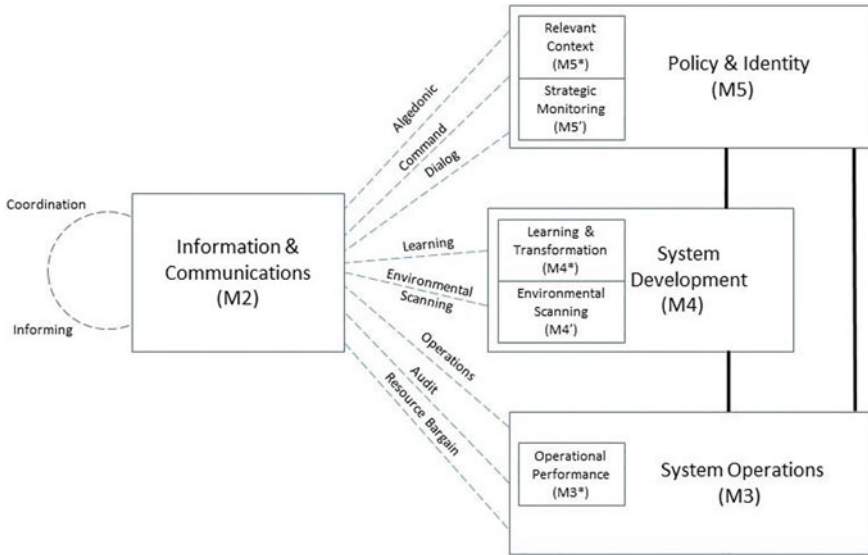 Relevant
Context
(M5*)
Strategic
Monitoring
(M5’)
Policy & Identity
(M5)
Algedonic
Command
Dialog
Coordination
Informing
Information &
Communications
(M2)
Learning
Environmental
Scanning
Learning &
Transformation
(M4*)
Environmental
Scanning
(M4’)
System
Development
(M4)
Operations
Audit
Resource Bargain
Operational
Performance
(M3*)
System Operations
(M3)